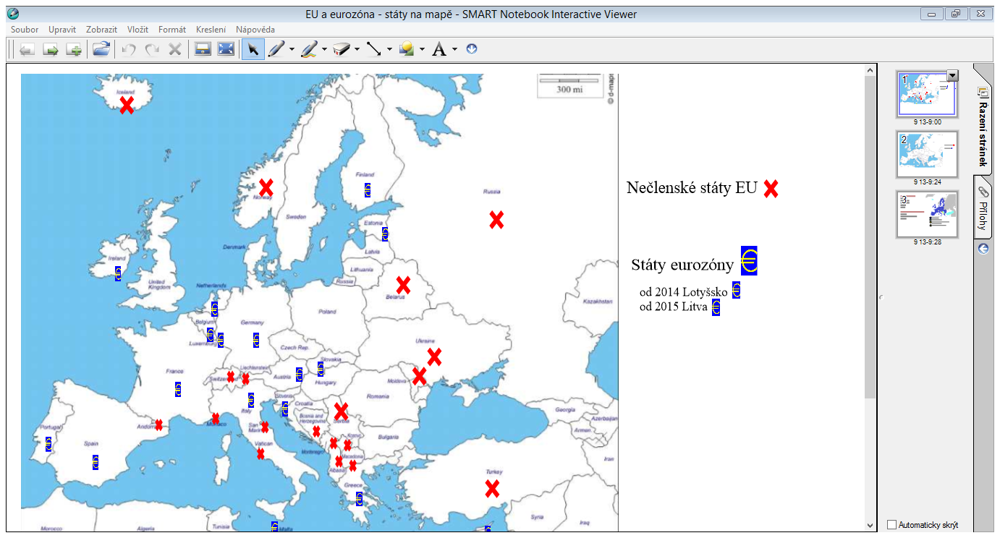 EU a eurozóna - státy na mapě - SMART Notebook Interactive Viewer
Soubor Upravit Zobrazit Vložit Formát Kreslení Nápověda
300 mi
© d-maps
Iceland
Norway
Finland
Russia
Sweden
Estonia
Latvia
Denmark
Lithuania
Russia
Ireland
United
Kingdom
Netherlands
Belarus
Kazakhstan
Poland
Belgium
Germany
Luxemburg
Czech Rep.
Ukraine
Slovakia
France
Liechtenstein
Switzerland
Austria
Hungary
Moldova
Slovenia
Croatia
Romania
Italy
Bosnia and
Herzegovina
Serbia
Georgia
Azerbaijan
Armen.
Andorra
Monaco
San
Marino
Portugal
Spain
Vatican
Montenegro
Kosovo
Bulgaria
Macedonia
Albania
Iran
Turkey
Greece
Syria
Iraq
Morocco
Algeria
Tunisia
Malta
Nečlenské státy EU
Státy eurozóny €
od 2014 Lotyšsko €
od 2015 Litva €
1
9 13-9:00
2
9 13-9:24
3
9 13-9:28
Řazení stránek
Přílohy
Automaticky skrýt